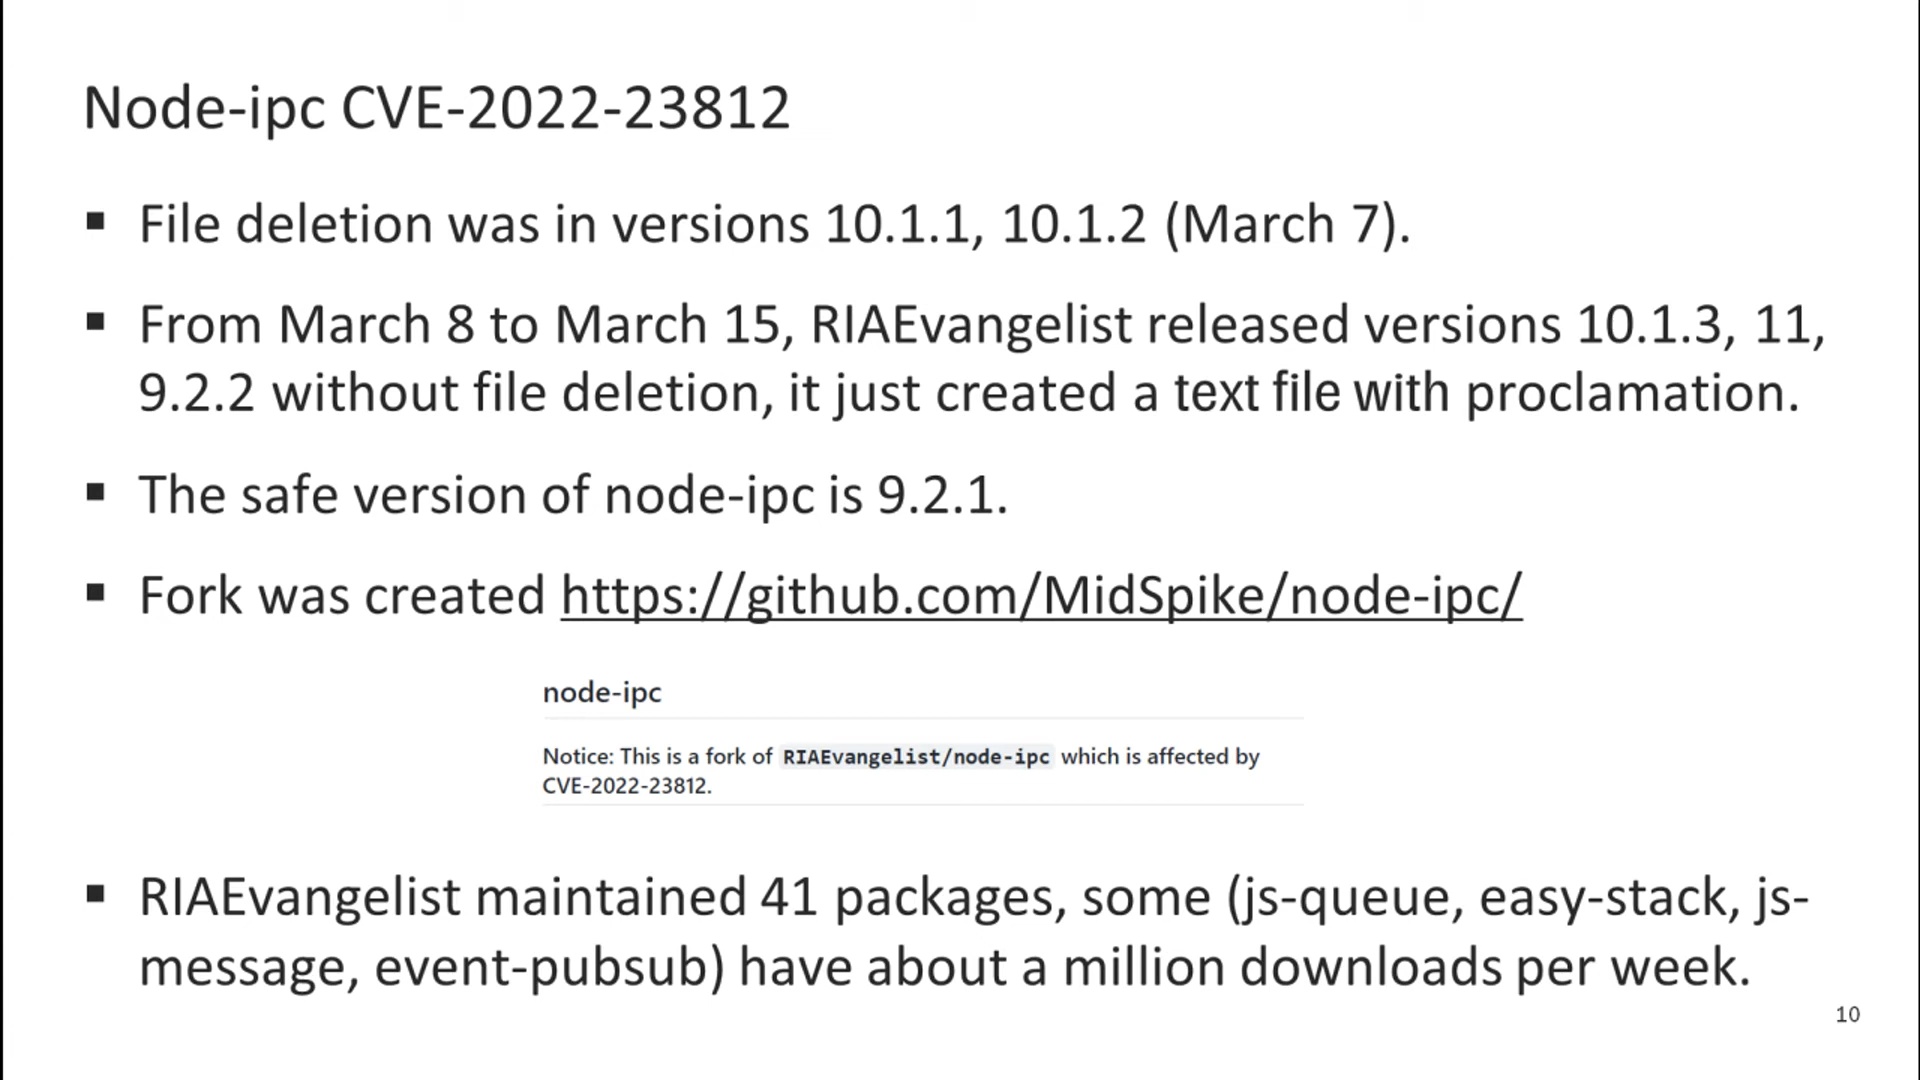 Node-ipc CVE-2022-23812
▪ File deletion was in versions 10.1.1, 10.1.2 (March 7).
▪ From March 8 to March 15, RIAEvangelist released versions 10.1.3, 11,
9.2.2 without file deletion, it just created a text file with proclamation.
▪ The safe version of node-ipc is 9.2.1.
▪ Fork was created https://github.com/MidSpike/node-ipc/
node-ipc
Notice: This is a fork of RIAEvangelist/node-ipc which is affected by
CVE-2022-23812.
▪ RIAEvangelist maintained 41 packages, some (js-queue, easy-stack, js-
message, event-pubsub) have about a million downloads per week.
10